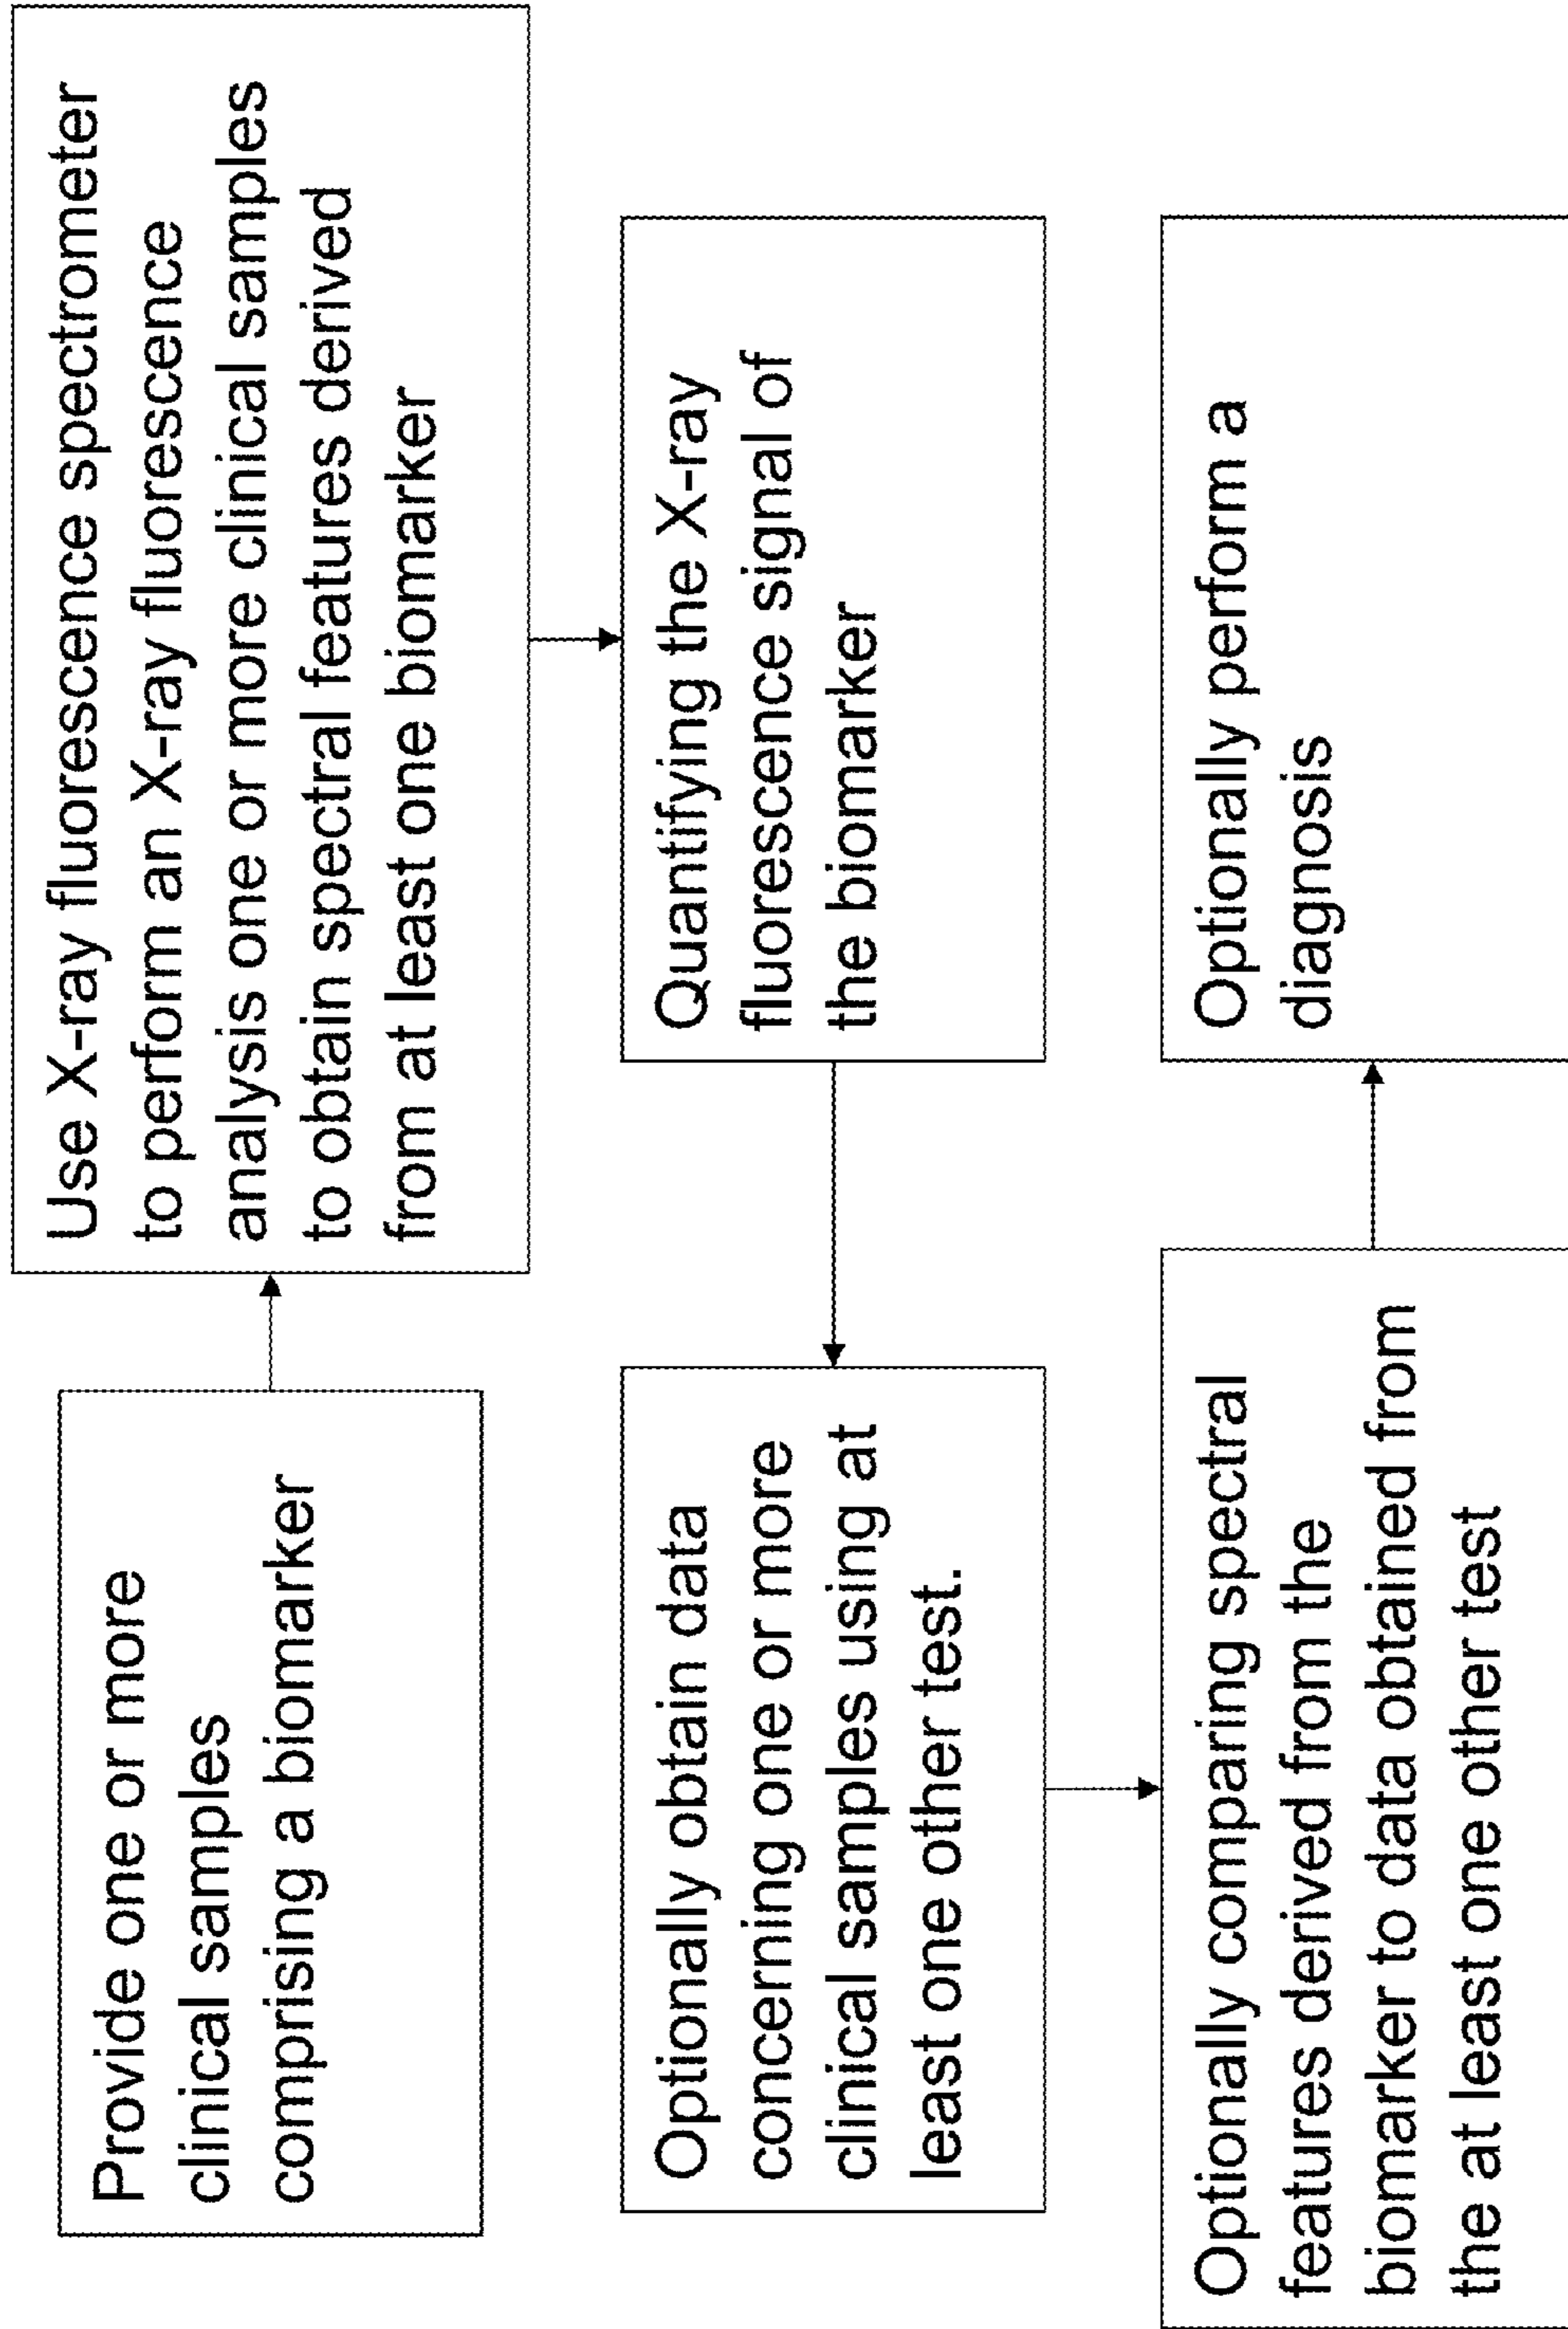 Provide one or more
clinical samples
comprising a biomarker
Use X-ray fluorescence spectrometer
to perform an X-ray fluorescence
analysis one or more clinical samples
to obtain spectral features derived
from at least one biomarker
Quantifying the X-ray
fluorescence signal of
the biomarker
Optionally obtain data
concerning one or more
clinical samples using at
least one other test.
Optionally comparing spectral
features derived from the
biomarker to data obtained from
the at least one other test
Optionally perform a
diagnosis